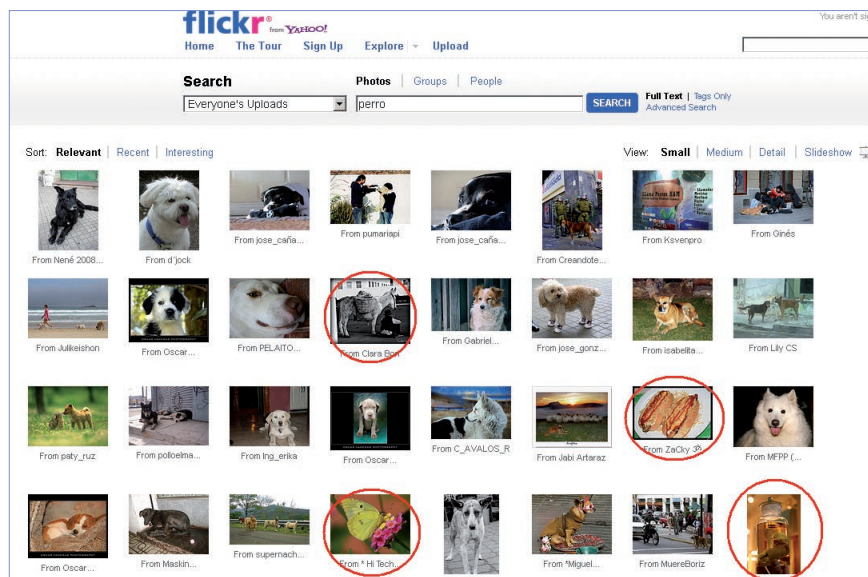 flickr® from YAHOO!
You aren't sig
Home The Tour Sign Up Explore Upload
Search
Photos | Groups | People
Everyone's Uploads
perro
SEARCH
Full Text | Tags Only
Advanced Search
Sort: Relevant | Recent | Interesting
View: Small | Medium | Detail | Slideshow
From Nené 2008...
From d´jock
From jose_caña...
From pumariapi
From jose_caña...
From Creandote...
From Ksvenpro
From Ginés
From Julikeishon
From Oscar...
From PELAITO...
From Clara Bon
From Gabriel...
From jose_gonz...
From isabelita...
From Lily CS
From paty_ruz
From polloelma...
From Ing_erika
From Oscar...
From C_AVALOS_R
From Jabi Artaraz
From ZaCky
From MFPP (...
From Oscar...
From Maskin...
From supernach...
From * Hi Tech...
From *Miguel...
From MuereBoriz